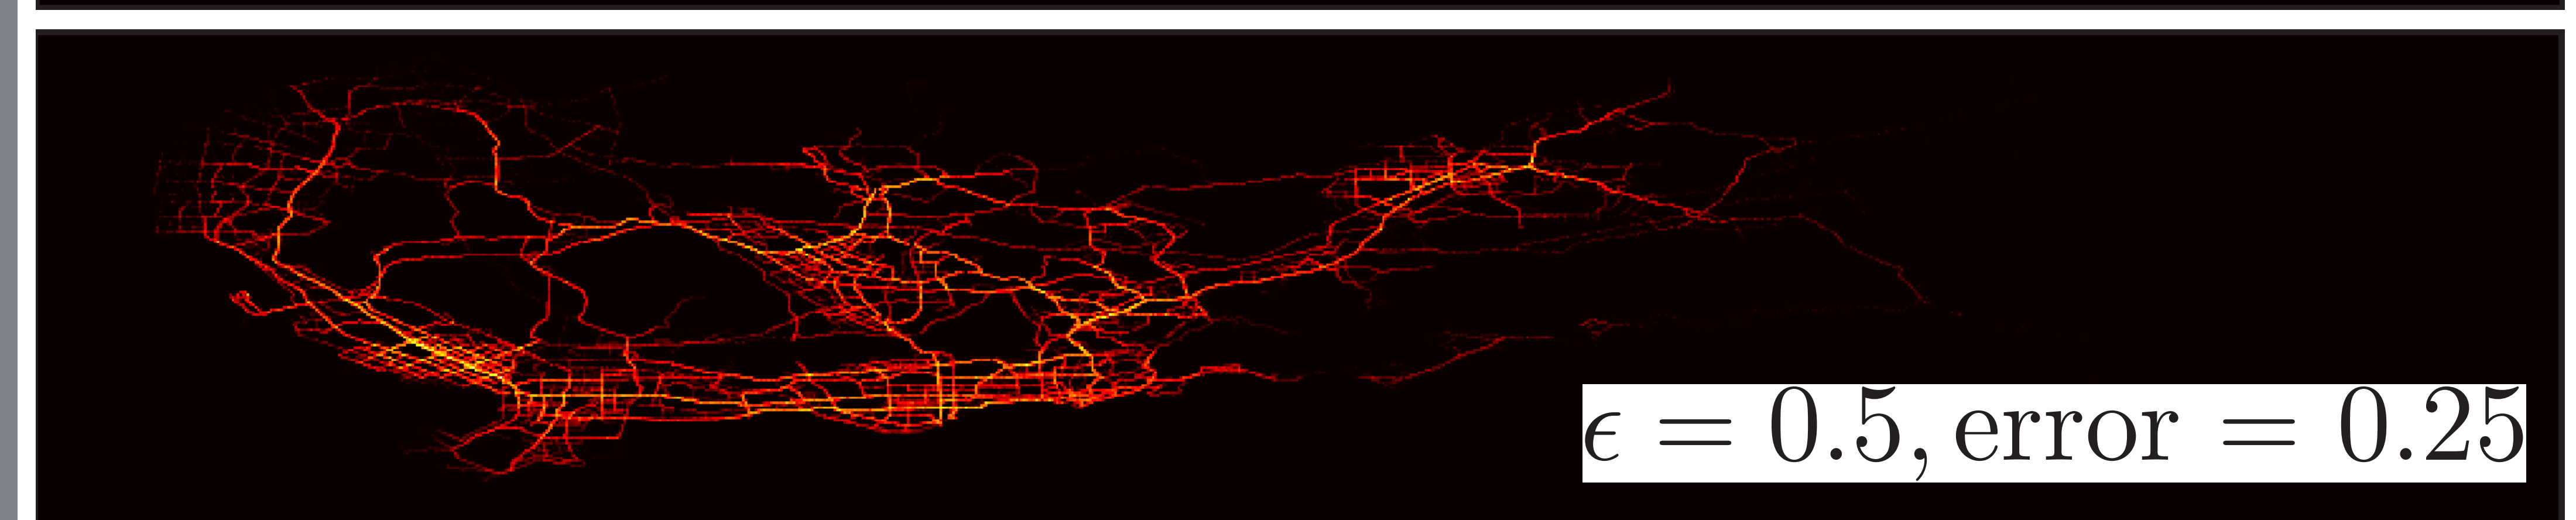 ϵ = 0.5, error = 0.25